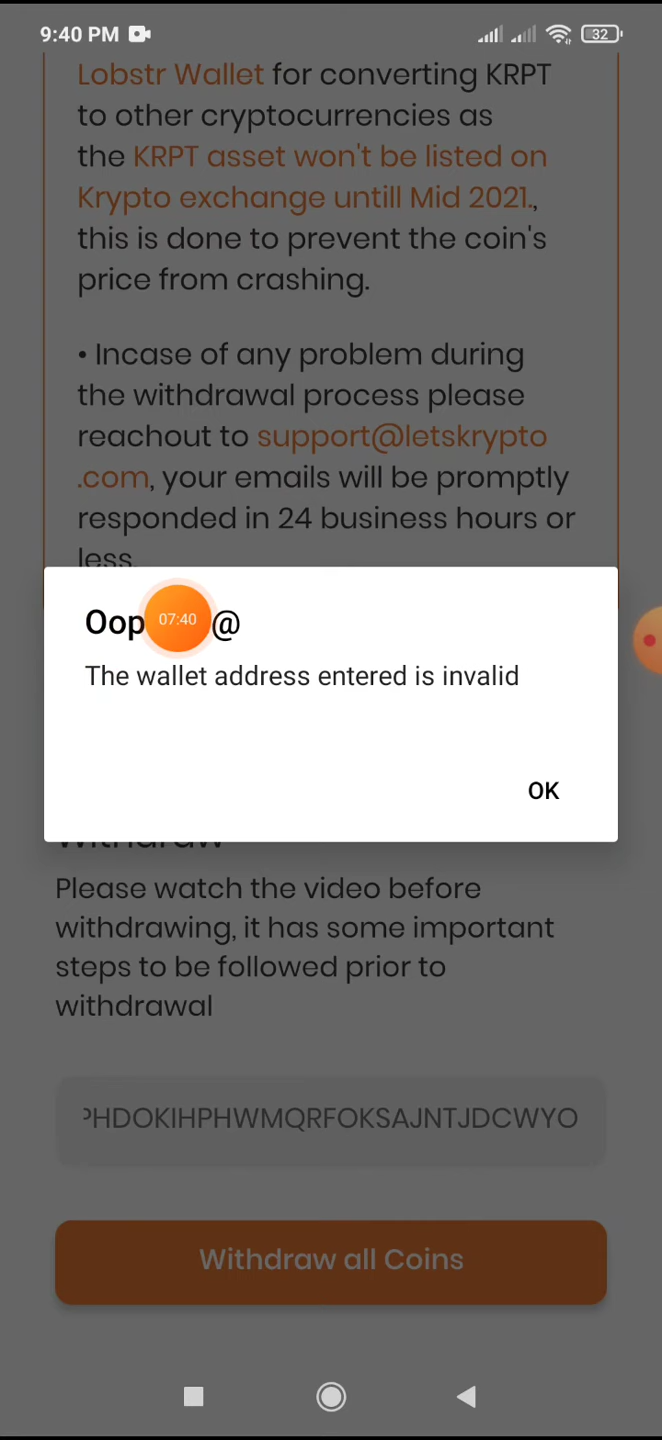 9:40 PM
32
Lobstr Wallet for converting KRPT
to other cryptocurrencies as
the KRPT asset won't be listed on
Krypto exchange untill Mid 2021.,
this is done to prevent the coin's
price from crashing.
• Incase of any problem during
the withdrawal process please
reachout to support@letskrypto
.com, your emails will be promptly
responded in 24 business hours or
less.
Oop 07:40 @
The wallet address entered is invalid
OK
Withdraw
Please watch the video before
withdrawing, it has some important
steps to be followed prior to
withdrawal
PHDOKIHPHWMQRFOKSAJNTJDCWYO
Withdraw all Coins